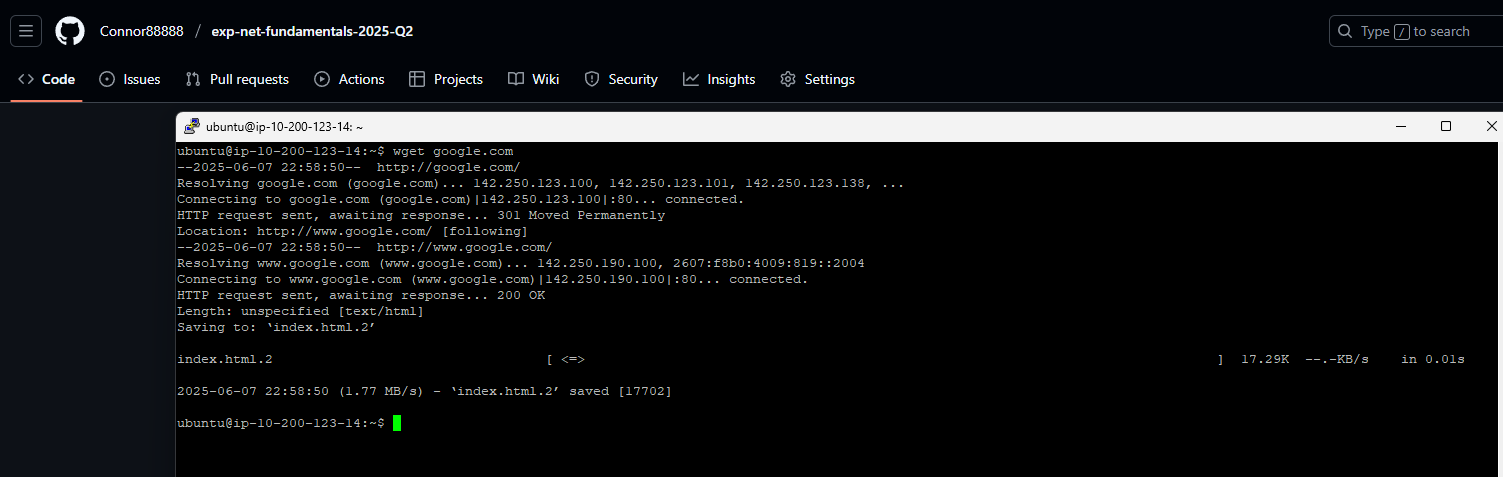 Connor88888 / exp-net-fundamentals-2025-Q2 Type / to search
Code Issues Pull requests Actions Projects Wiki Security Insights Settings
ubuntu@ip-10-200-123-14: ~
ubuntu@ip-10-200-123-14:~$ wget google.com
--2025-06-07 22:58:50--  http://google.com/
Resolving google.com (google.com)... 142.250.123.100, 142.250.123.101, 142.250.123.138, ...
Connecting to google.com (google.com)|142.250.123.100|:80... connected.
HTTP request sent, awaiting response... 301 Moved Permanently
Location: http://www.google.com/ [following]
--2025-06-07 22:58:50--  http://www.google.com/
Resolving www.google.com (www.google.com)... 142.250.190.100, 2607:f8b0:4009:819::2004
Connecting to www.google.com (www.google.com)|142.250.190.100|:80... connected.
HTTP request sent, awaiting response... 200 OK
Length: unspecified [text/html]
Saving to: ‘index.html.2’
index.html.2 [ <=> ] 17.29K --.-KB/s in 0.01s
2025-06-07 22:58:50 (1.77 MB/s) - ‘index.html.2’ saved [17702]
ubuntu@ip-10-200-123-14:~$